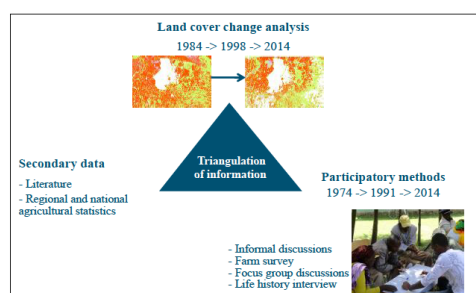 Land cover change analysis
1984 -> 1998 -> 2014
Secondary data
- Literature
- Regional and national
agricultural statistics
Triangulation
of information
Participatory methods
1974 -> 1991 -> 2014
- Informal discussions
- Farm survey
- Focus group discussions
- Life history interview